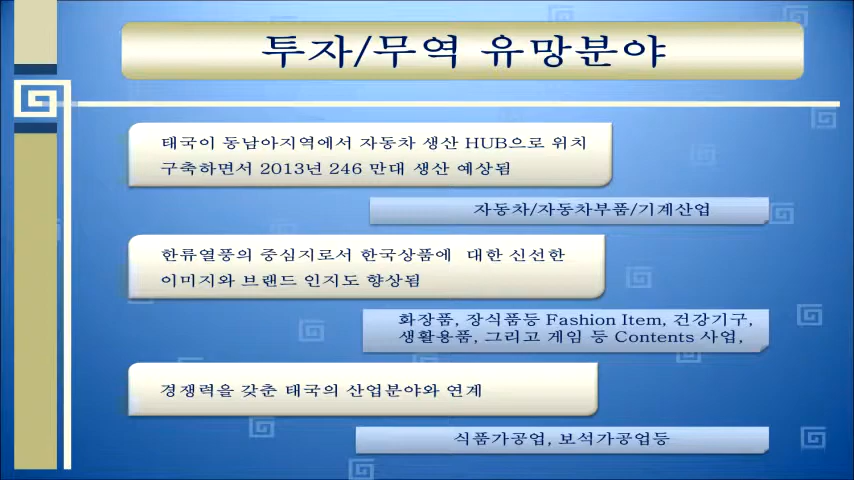 투자/무역 유망분야
태국이 동남아지역에서 자동차 생산 HUB으로 위치
구축하면서 2013년 246 만대 생산 예상됨
자동차/자동차부품/기계산업
한류열풍의 중심지로서 한국상품에 대한 신선한
이미지와 브랜드 인지도 향상됨
화장품, 장식품등 Fashion Item, 건강기구,
생활용품, 그리고 게임 등 Contents 사업,
경쟁력을 갖춘 태국의 산업분야와 연계
식품가공업, 보석가공업등